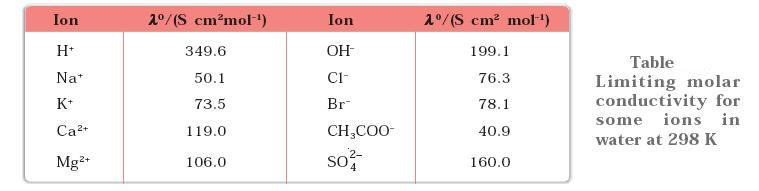 Ion λ⁰/(S cm²mol⁻¹) Ion λ⁰/(S cm² mol⁻¹)
H⁺ 349.6 OH⁻ 199.1
Na⁺ 50.1 Cl⁻ 76.3
K⁺ 73.5 Br⁻ 78.1
Ca²⁺ 119.0 CH₃COO⁻ 40.9
Mg²⁺ 106.0 SO₄²⁻ 160.0
Table
Limiting molar
conductivity for
some ions in
water at 298 K